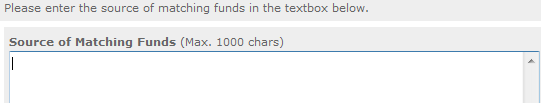 Please enter the source of matching funds in the textbox below.
Source of Matching Funds (Max. 1000 chars)